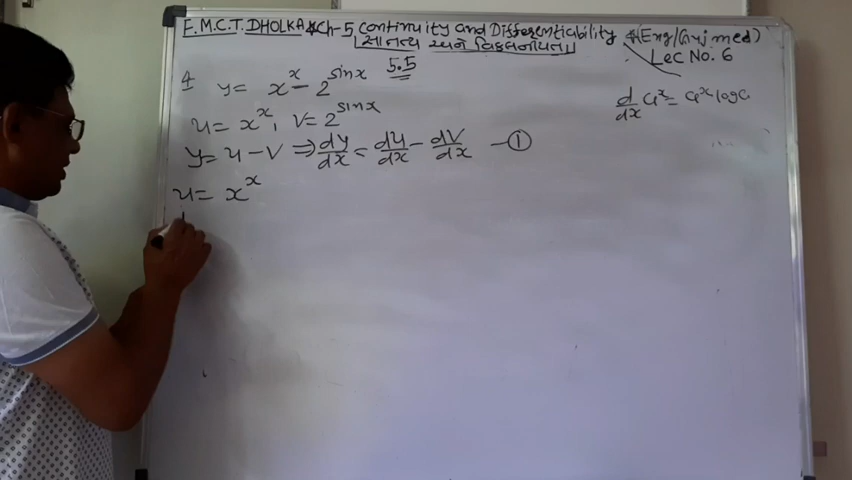 F.M.C.T. DHOLKA Ch-5 Continuity and Differentiability (Eng/Guj med)
સાતત્ય અને વિકલનીયતા
Lec No. 6
5.5
4 y = x^x - 2^sinx
d/dx a^x = a^x log a
u = x^x, v = 2^sinx
y = u - v ⇒ dy/dx = du/dx - dv/dx —①
u = x^x